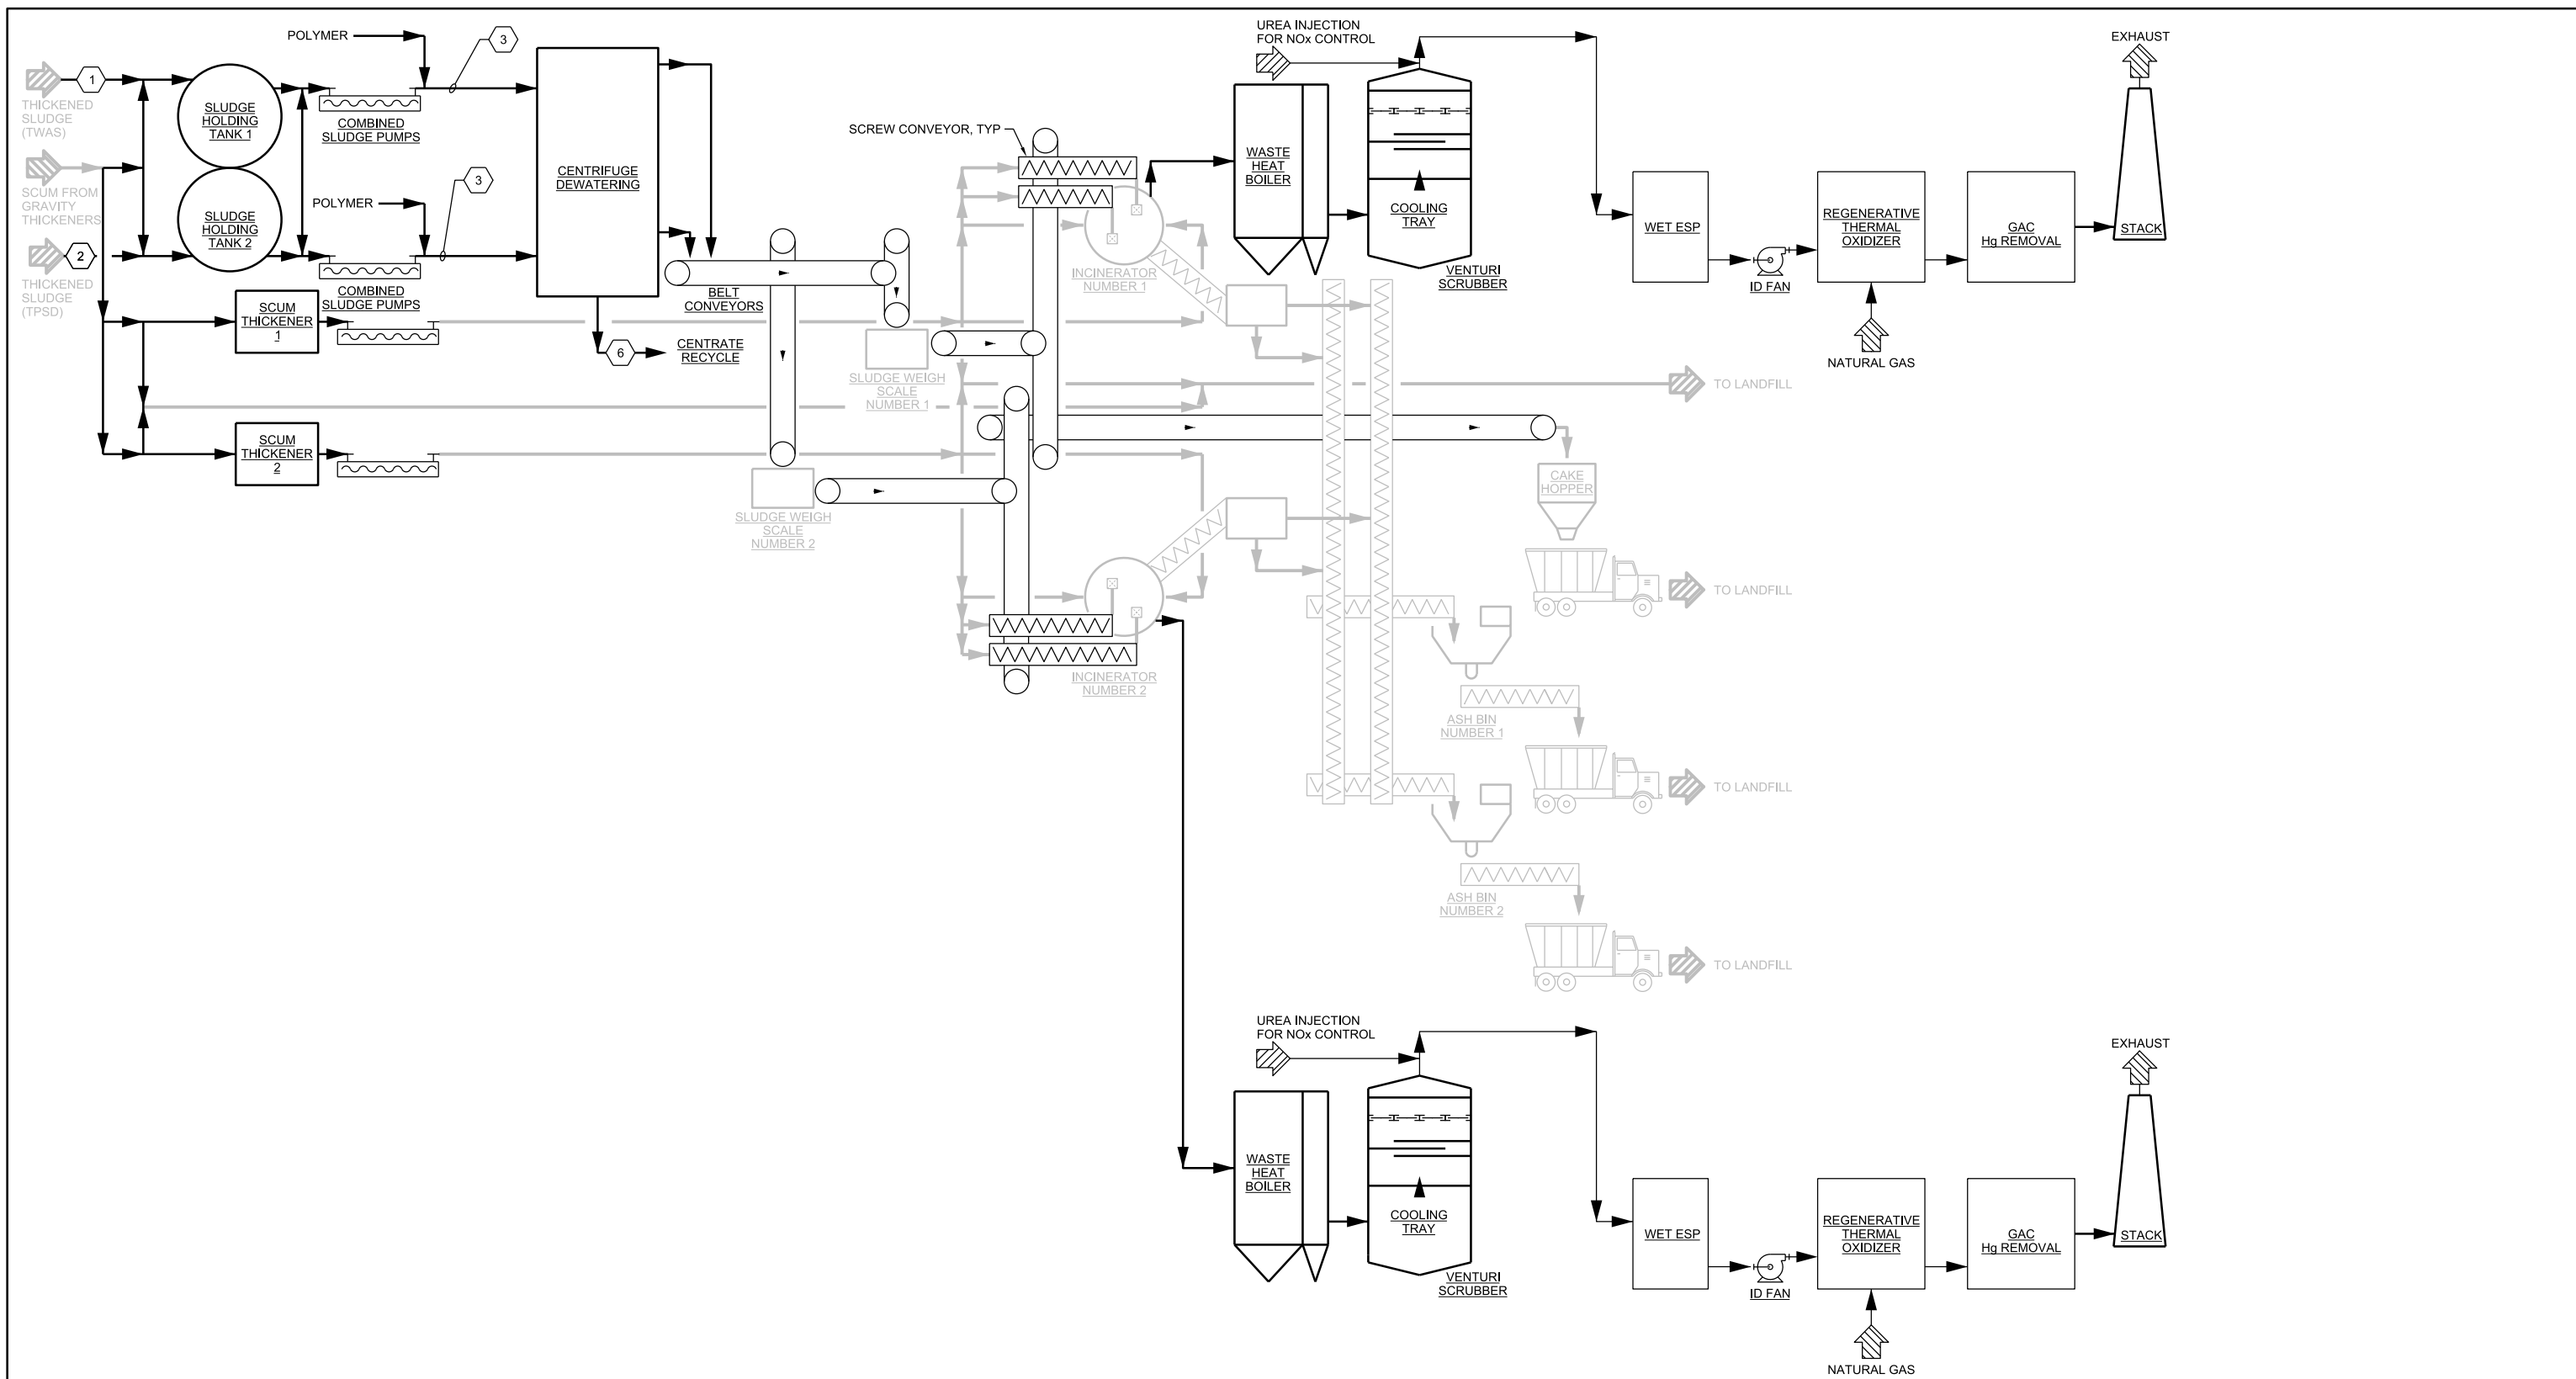 POLYMER
3
1
THICKENED
SLUDGE
(TWAS)
SLUDGE
HOLDING
TANK 1
COMBINED
SLUDGE PUMPS
SCUM FROM
GRAVITY
THICKENERS
SLUDGE
HOLDING
TANK 2
POLYMER
3
2
THICKENED
SLUDGE
(TPSD)
COMBINED
SLUDGE PUMPS
SCUM
THICKENER
1
SCUM
THICKENER
2
CENTRIFUGE
DEWATERING
6
CENTRATE
RECYCLE
BELT
CONVEYORS
SLUDGE WEIGH
SCALE
NUMBER 1
SLUDGE WEIGH
SCALE
NUMBER 2
SCREW CONVEYOR, TYP
INCINERATOR
NUMBER 1
INCINERATOR
NUMBER 2
UREA INJECTION
FOR NOx CONTROL
WASTE
HEAT
BOILER
COOLING
TRAY
VENTURI
SCRUBBER
WET ESP
ID FAN
REGENERATIVE
THERMAL
OXIDIZER
NATURAL GAS
GAC
Hg REMOVAL
EXHAUST
STACK
TO LANDFILL
CAKE
HOPPER
TO LANDFILL
ASH BIN
NUMBER 1
TO LANDFILL
ASH BIN
NUMBER 2
TO LANDFILL
UREA INJECTION
FOR NOx CONTROL
WASTE
HEAT
BOILER
COOLING
TRAY
VENTURI
SCRUBBER
WET ESP
ID FAN
REGENERATIVE
THERMAL
OXIDIZER
NATURAL GAS
GAC
Hg REMOVAL
EXHAUST
STACK